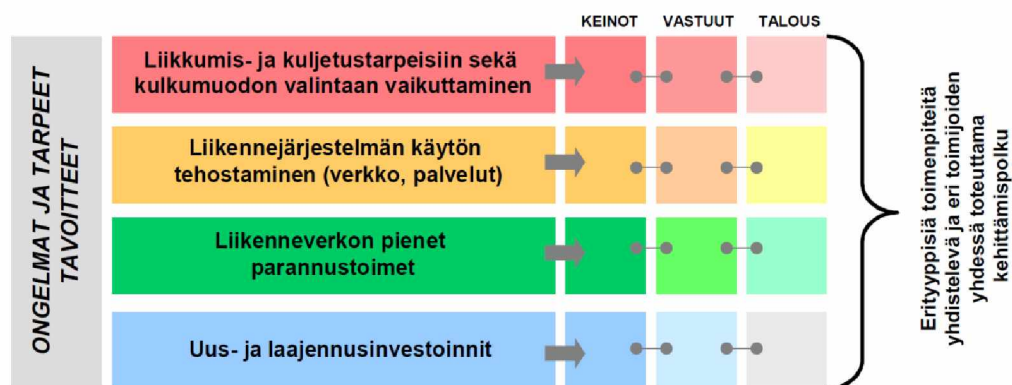 KEINOT VASTUUT TALOUS
ONGELMAT JA TARPEET
TAVOITTEET
Liikkumis- ja kuljetustarpeisiin sekä
kulkumuodon valintaan vaikuttaminen
Liikennejärjestelmän käytön
tehostaminen (verkko, palvelut)
Liikenneverkon pienet
parannustoimet
Uus- ja laajennusinvestoinnit
Erityyppisiä toimenpiteitä
yhdistelevä ja eri toimijoiden
yhdessä toteuttama
kehittämispolku